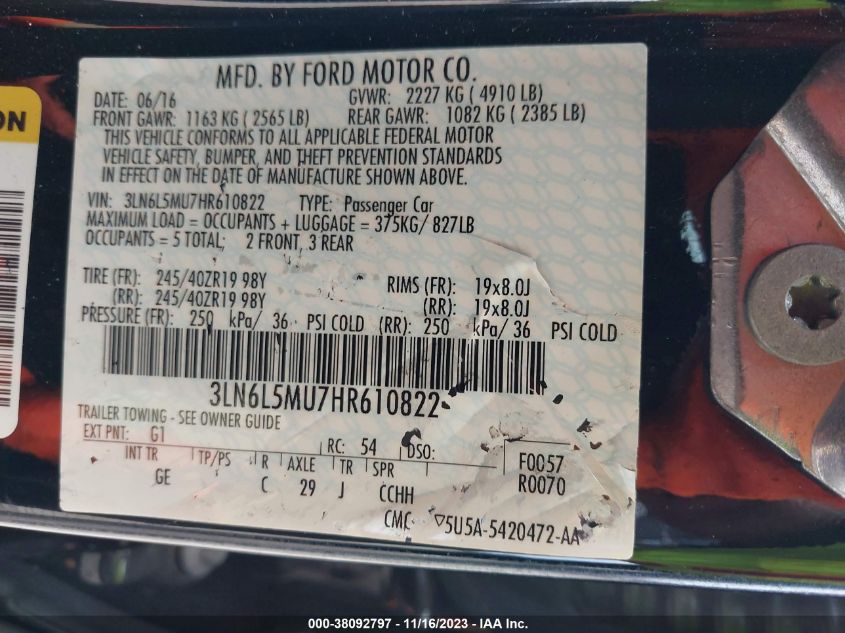 ON
MFD. BY FORD MOTOR CO.
DATE: 06/16 GVWR: 2227 KG ( 4910 LB)
FRONT GAWR: 1163 KG ( 2565 LB) REAR GAWR: 1082 KG ( 2385 LB)
THIS VEHICLE CONFORMS TO ALL APPLICABLE FEDERAL MOTOR
VEHICLE SAFETY, BUMPER, AND THEFT PREVENTION STANDARDS
IN EFFECT ON THE DATE OF MANUFACTURE SHOWN ABOVE.
VIN: 3LN6L5MU7HR610822 TYPE: Passenger Car
MAXIMUM LOAD = OCCUPANTS + LUGGAGE = 375KG/ 827LB
OCCUPANTS = 5 TOTAL; 2 FRONT, 3 REAR
TIRE (FR): 245/40ZR19 98Y RIMS (FR): 19x8.0J
(RR): 245/40ZR19 98Y (RR): 19x8.0J
PRESSURE (FR): 250 kPa/ 36 PSI COLD (RR): 250 kPa/ 36 PSI COLD
3LN6L5MU7HR610822
TRAILER TOWING - SEE OWNER GUIDE
EXT PNT: G1 RC: 54 DSO: F0057
INT TR TP/PS R AXLE TR SPR R0070
GE C 29 J CCHH
CMC ▽5U5A-5420472-AA
000-38092797 - 11/16/2023 - IAA Inc.